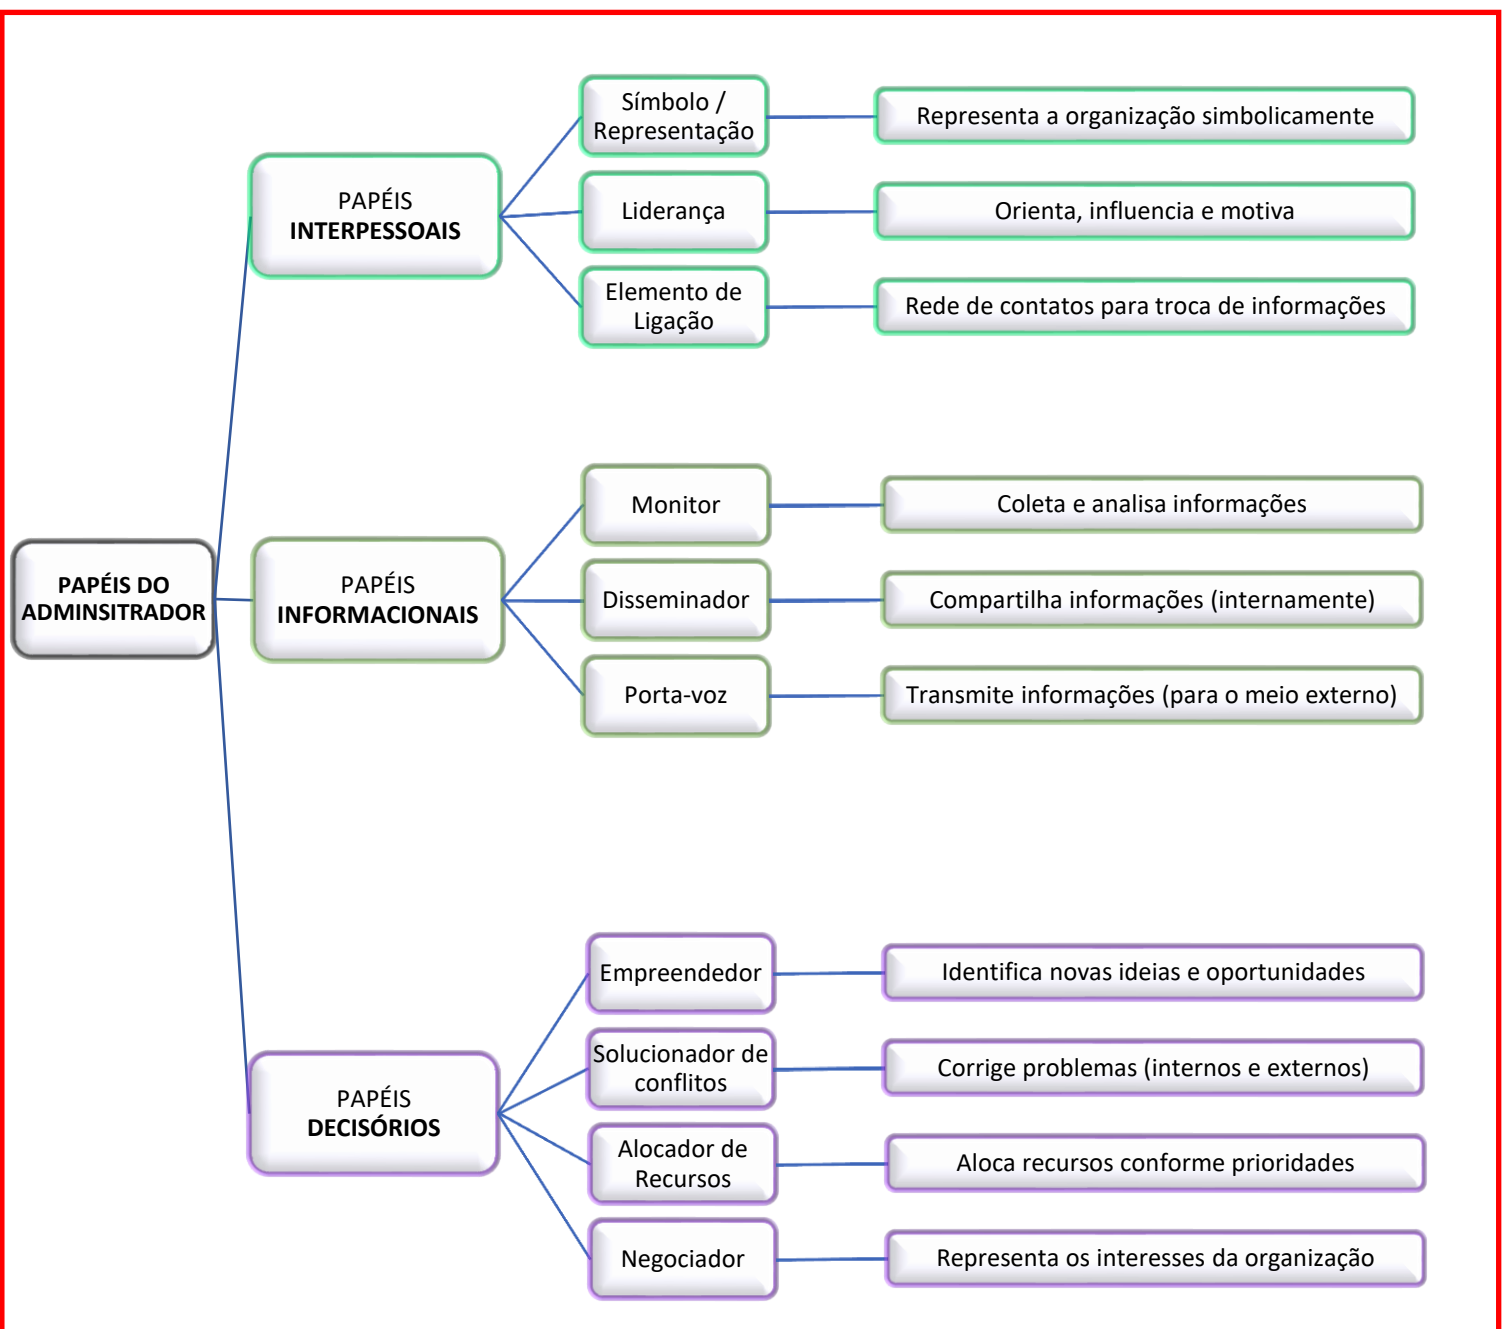 PAPÉIS DO
ADMINSITRADOR
PAPÉIS
INTERPESSOAIS
Símbolo /
Representação
Representa a organização simbolicamente
Liderança
Orienta, influencia e motiva
Elemento de
Ligação
Rede de contatos para troca de informações
PAPÉIS
INFORMACIONAIS
Monitor
Coleta e analisa informações
Disseminador
Compartilha informações (internamente)
Porta-voz
Transmite informações (para o meio externo)
PAPÉIS
DECISÓRIOS
Empreendedor
Identifica novas ideias e oportunidades
Solucionador de
conflitos
Corrige problemas (internos e externos)
Alocador de
Recursos
Aloca recursos conforme prioridades
Negociador
Representa os interesses da organização